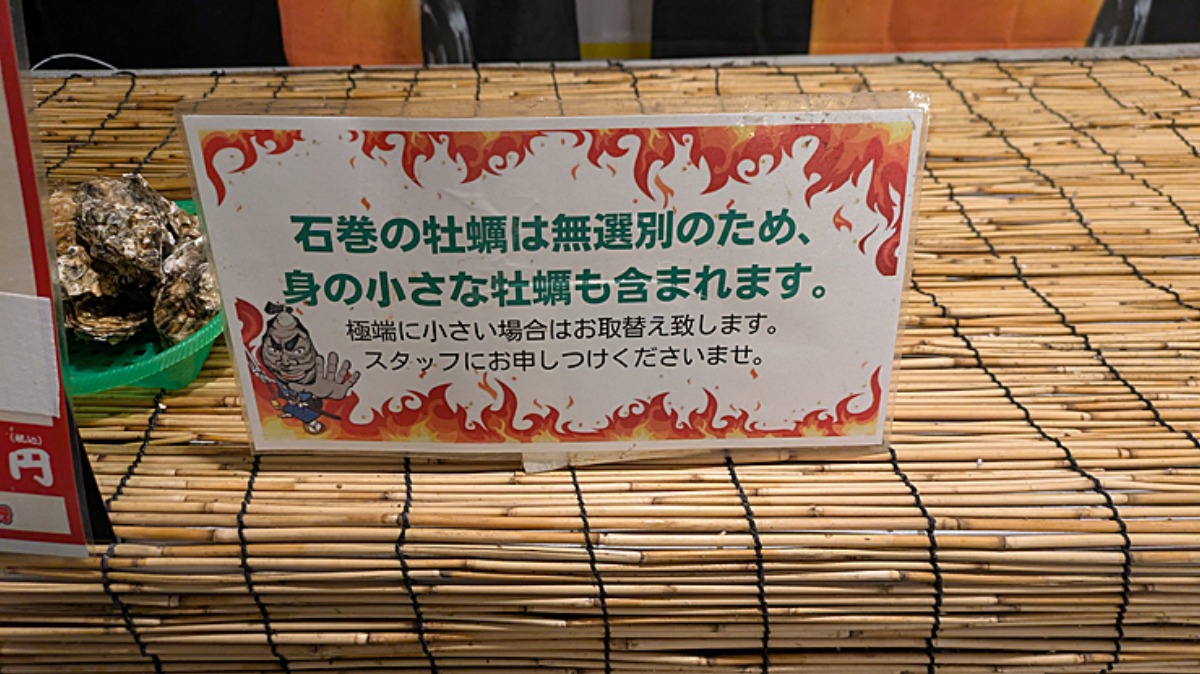 石巻の牡蠣は無選別のため、
身の小さな牡蠣も含まれます。
極端に小さい場合はお取替え致します。
スタッフにお申しつけくださいませ。
(税込)
円